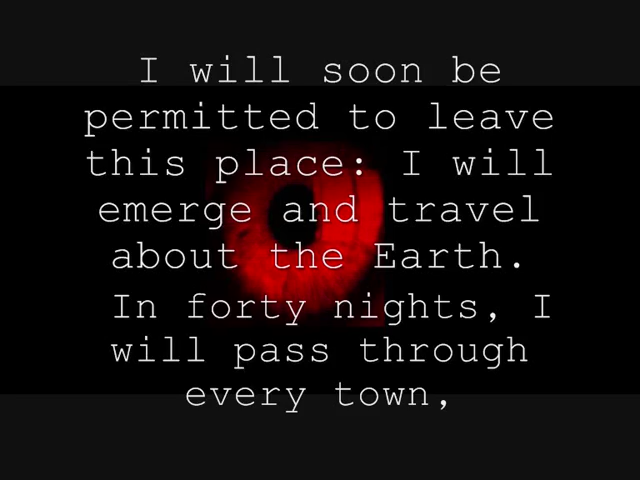 I will soon be
permitted to leave
this place: I will
emerge and travel
about the Earth.
In forty nights, I
will pass through
every town,